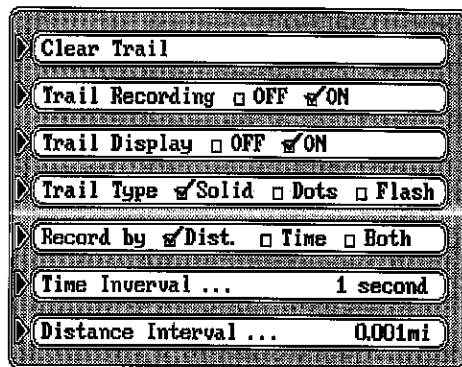 Clear Trail
Trail Recording □ OFF ☑ ON
Trail Display □ OFF ☑ ON
Trail Type ☑ Solid □ Dots □ Flash
Record by ☑ Dist. □ Time □ Both
Time Inverval ... 1 second
Distance Interval ... 0.001mi